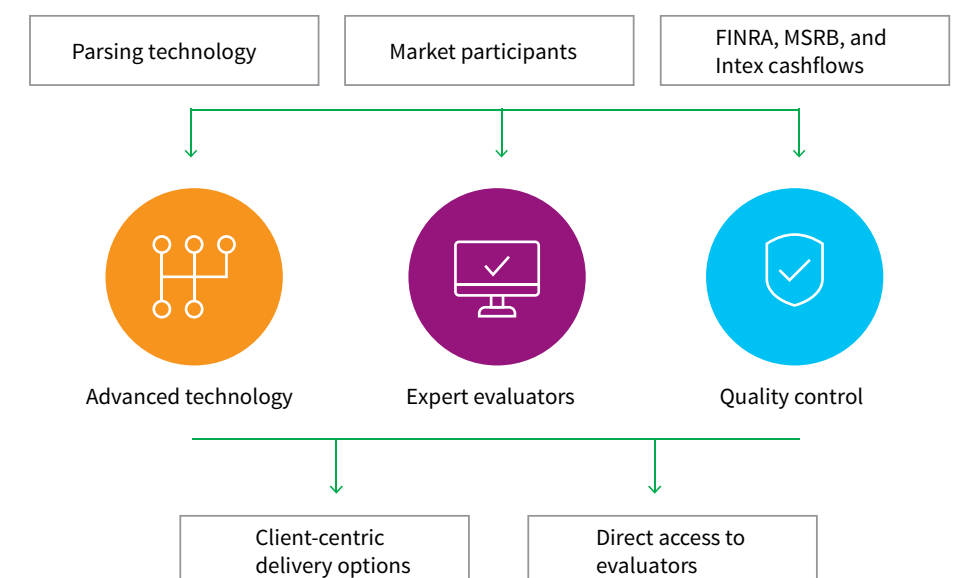 Parsing technology
Market participants
FINRA, MSRB, and
Intex cashflows
Advanced technology
Expert evaluators
Quality control
Client-centric
delivery options
Direct access to
evaluators